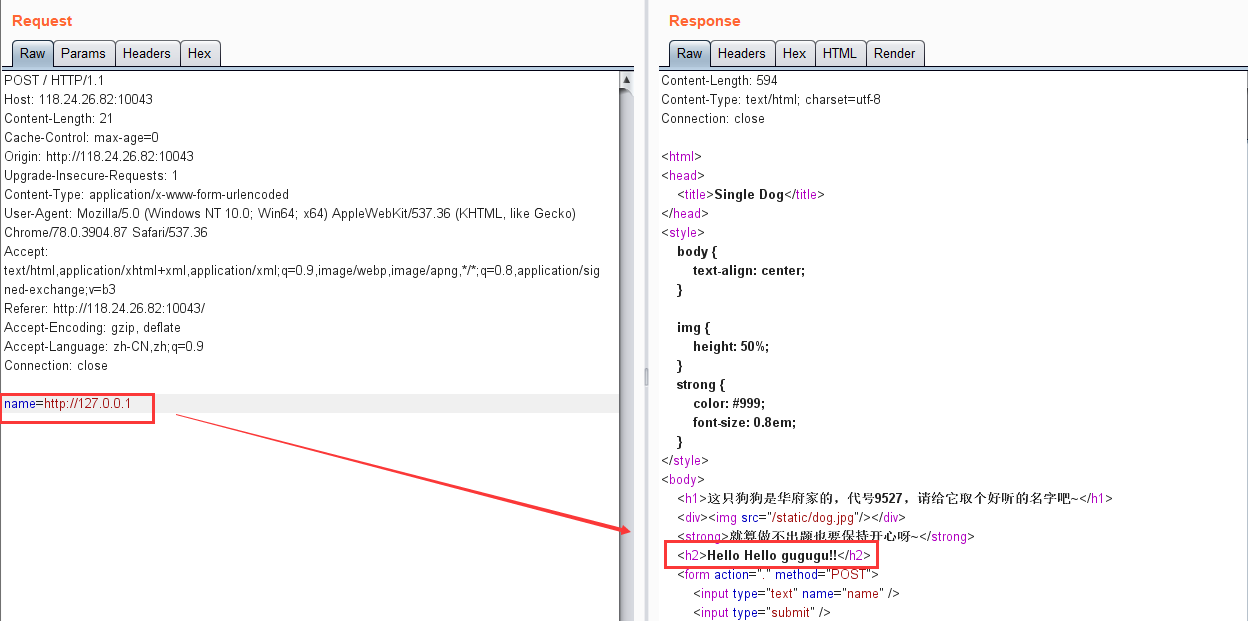 Request
Raw Params Headers Hex
POST / HTTP/1.1
Host: 118.24.26.82:10043
Content-Length: 21
Cache-Control: max-age=0
Origin: http://118.24.26.82:10043
Upgrade-Insecure-Requests: 1
Content-Type: application/x-www-form-urlencoded
User-Agent: Mozilla/5.0 (Windows NT 10.0; Win64; x64) AppleWebKit/537.36 (KHTML, like Gecko)
Chrome/78.0.3904.87 Safari/537.36
Accept:
text/html,application/xhtml+xml,application/xml;q=0.9,image/webp,image/apng,*/*;q=0.8,application/sig
ned-exchange;v=b3
Referer: http://118.24.26.82:10043/
Accept-Encoding: gzip, deflate
Accept-Language: zh-CN,zh;q=0.9
Connection: close
name=http://127.0.0.1
Response
Raw Headers Hex HTML Render
Content-Length: 594
Content-Type: text/html; charset=utf-8
Connection: close
<html>
<head>
<title>Single Dog</title>
</head>
<style>
body {
text-align: center;
}
img {
height: 50%;
}
strong {
color: #999;
font-size: 0.8em;
}
</style>
<body>
<h1>这只狗狗是华府家的，代号9527，请给它取个好听的名字吧~</h1>
<div><img src="/static/dog.jpg"/></div>
<strong>就算做不出题也要保持开心呀~</strong>
<h2>Hello Hello gugugu!!</h2>
<form action="." method="POST">
<input type="text" name="name" />
<input type="submit" />